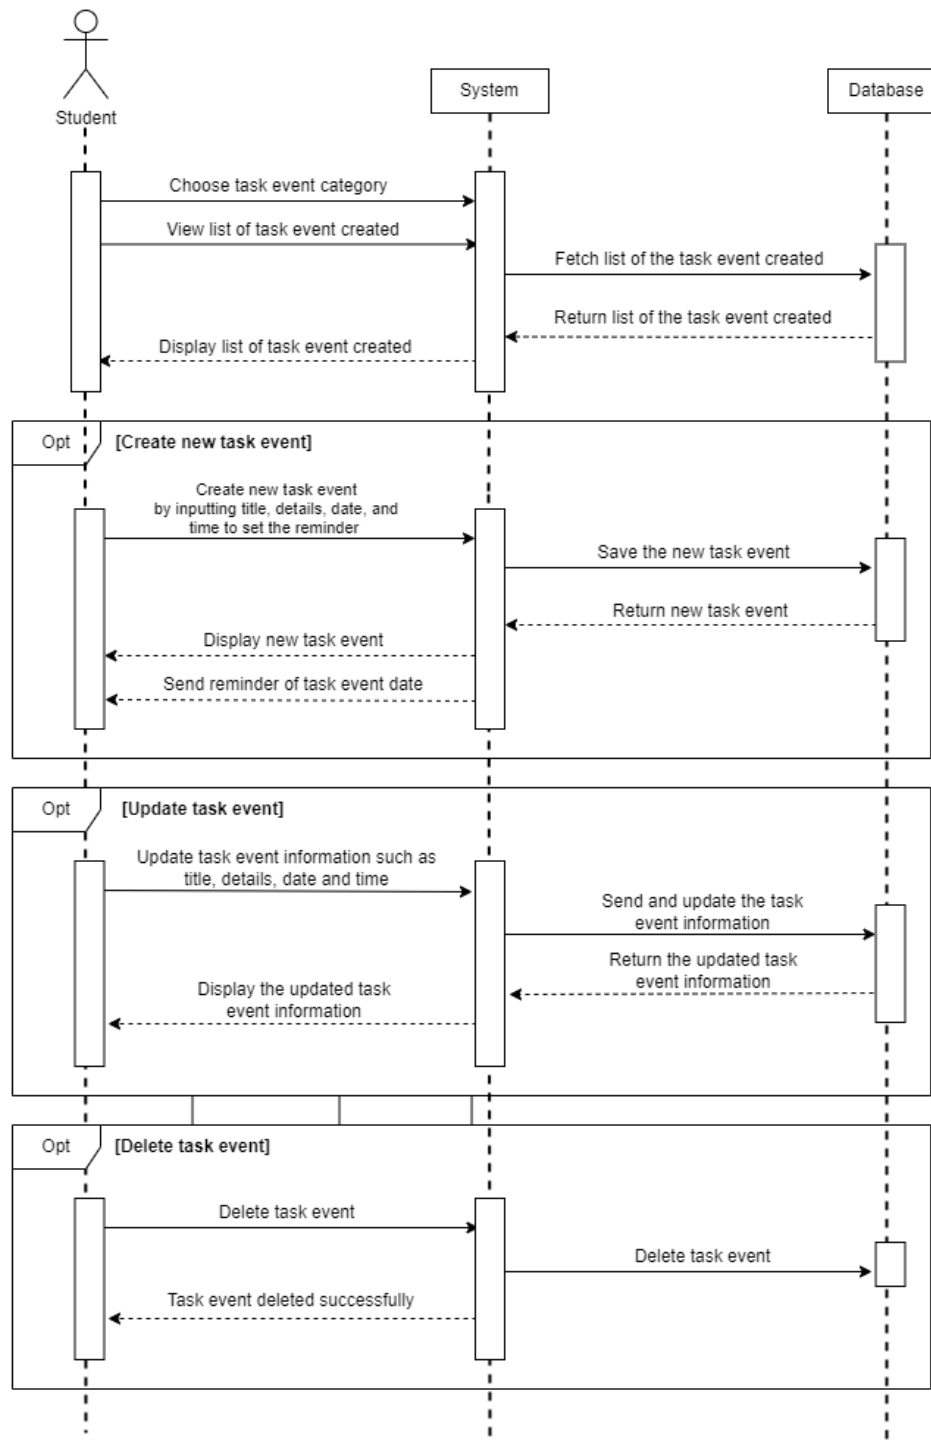 Student
System
Database
Choose task event category
View list of task event created
Fetch list of the task event created
Return list of the task event created
Display list of task event created
Opt
[Create new task event]
Create new task event
by inputting title, details, date, and
time to set the reminder
Save the new task event
Return new task event
Display new task event
Send reminder of task event date
Opt
[Update task event]
Update task event information such as
title, details, date and time
Send and update the task
event information
Return the updated task
event information
Display the updated task
event information
Opt
[Delete task event]
Delete task event
Delete task event
Task event deleted successfully